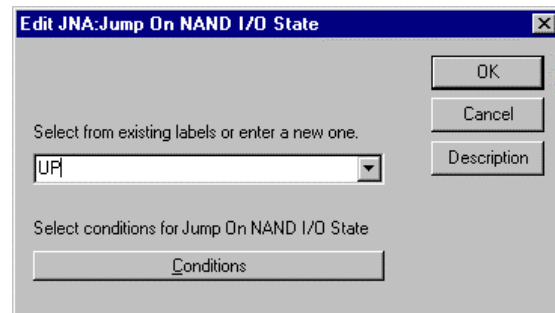 Edit JNA:Jump On NAND I/O State
OK
Cancel
Select from existing labels or enter a new one.
UP
Description
Select conditions for Jump On NAND I/O State
Conditions